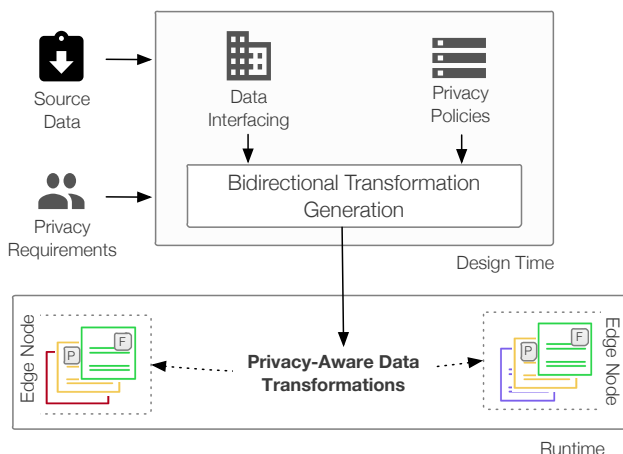 Source
Data
Data
Interfacing
Privacy
Policies
Privacy
Requirements
Bidirectional Transformation
Generation
Design Time
Edge Node
P
F
Privacy-Aware Data
Transformations
P
F
Edge Node
Runtime